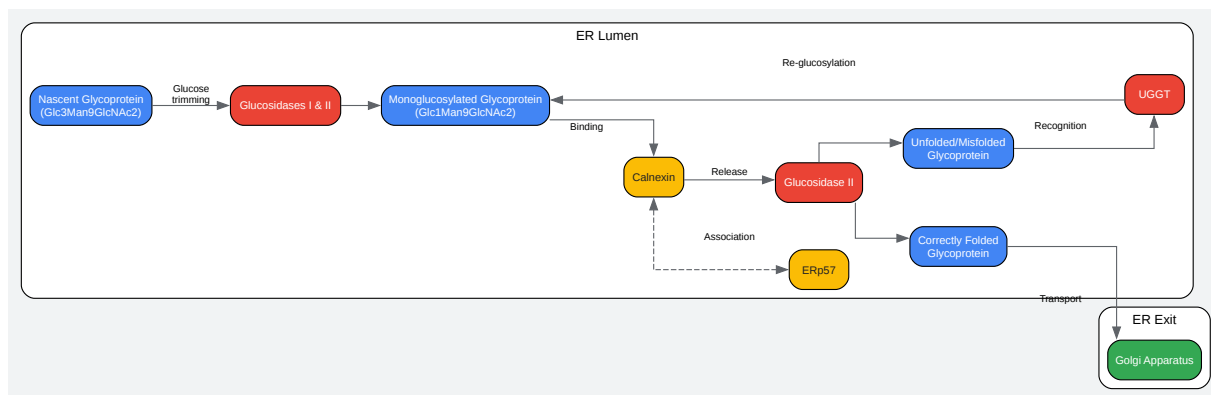 ER Lumen
Re-glucosylation
Nascent Glycoprotein
(Glc3Man9GlcNAc2)
Glucose
trimming
Glucosidases I & II
Monoglucosylated Glycoprotein
(Glc1Man9GlcNAc2)
UGGT
Binding
Recognition
Unfolded/Misfolded
Glycoprotein
Calnexin
Release
Glucosidase II
Association
Correctly Folded
Glycoprotein
ERp57
Transport
ER Exit
Golgi Apparatus